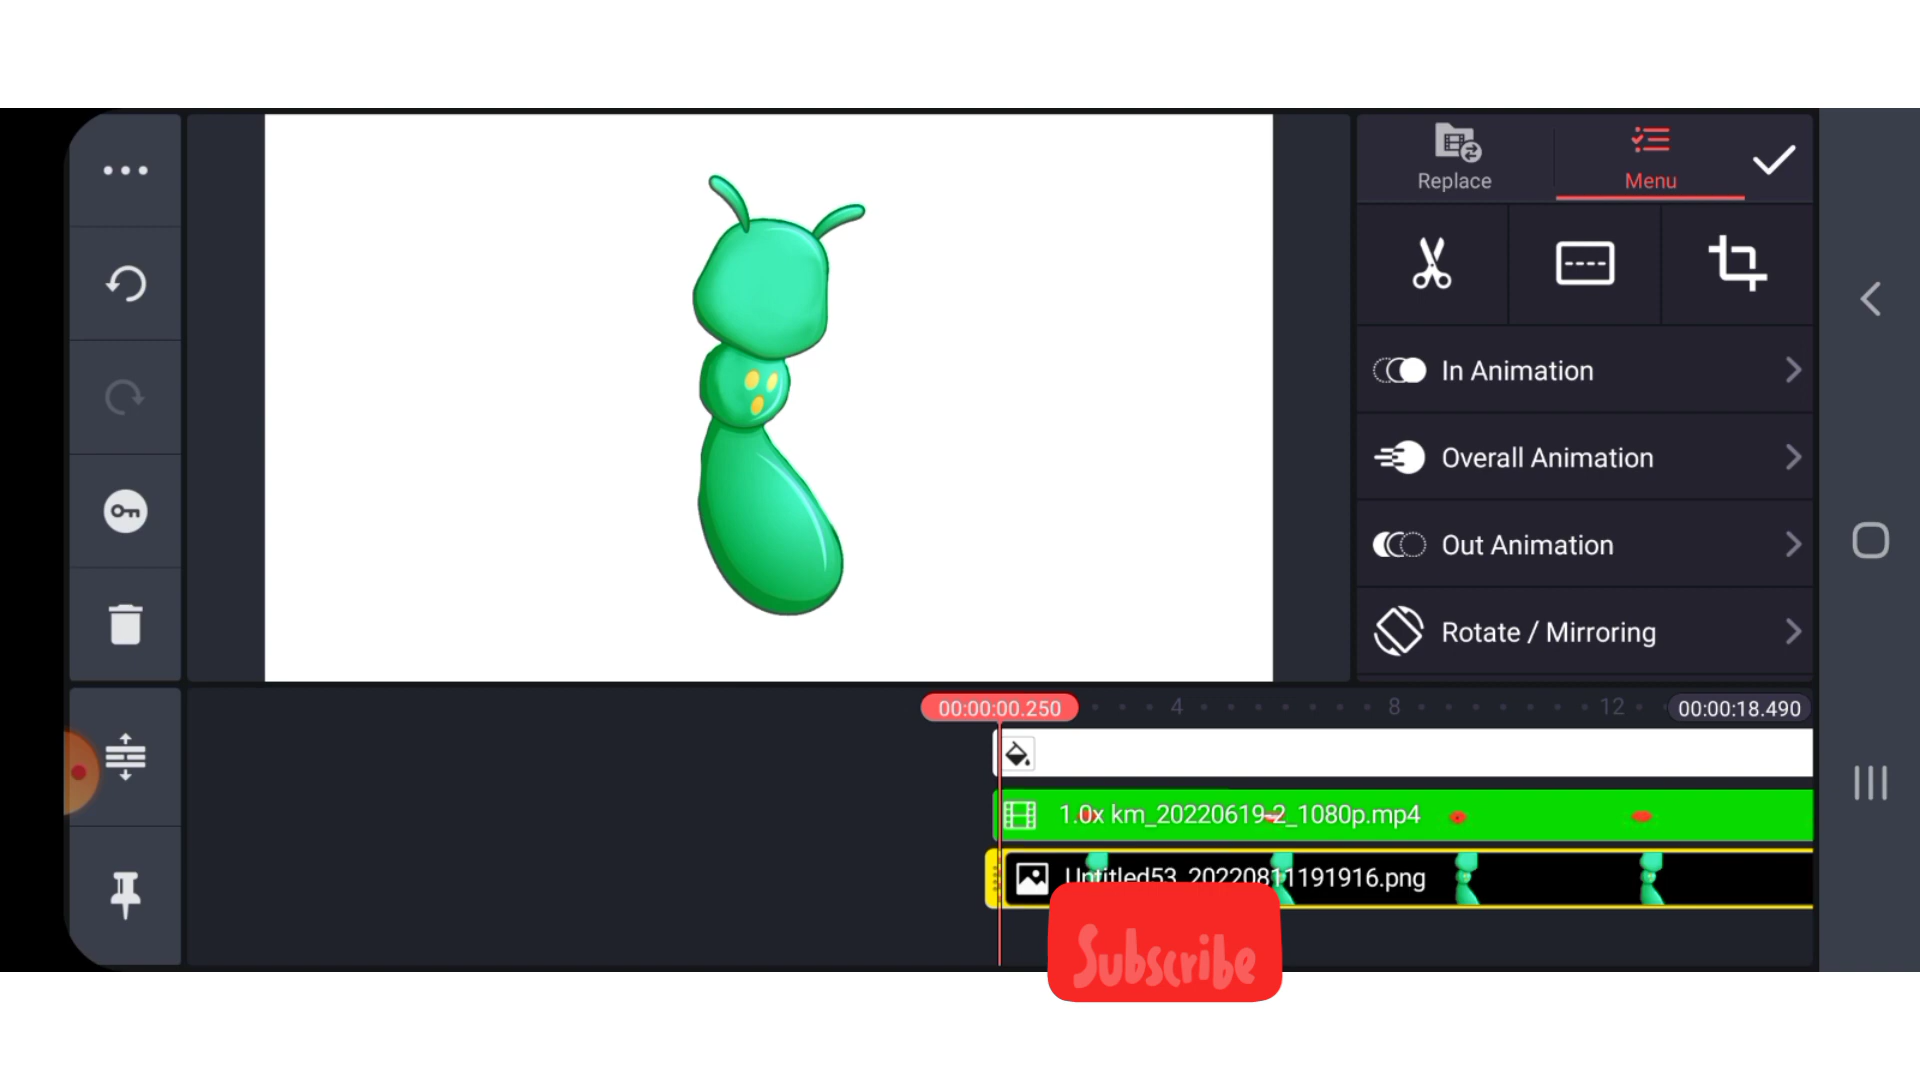 Replace
Menu
In Animation
Overall Animation
Out Animation
Rotate / Mirroring
00:00:00.250
4
8
12
00:00:18.490
1.0x km_20220619-2_1080p.mp4
Untitled53_20220811191916.png
Subscribe